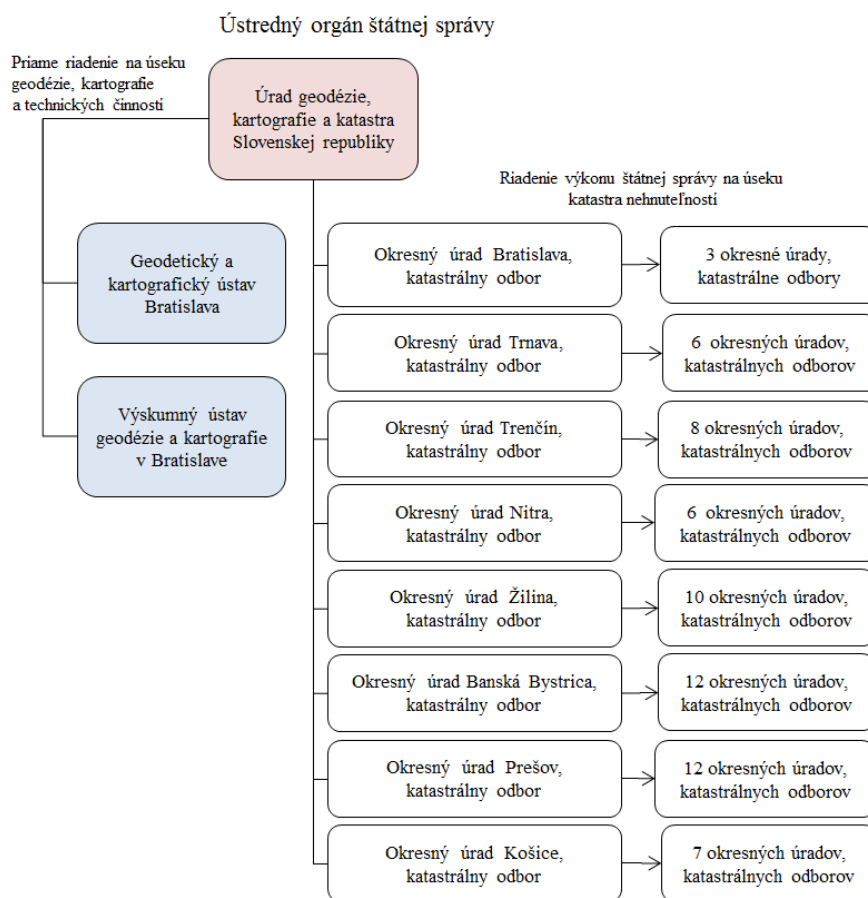 Ústredný orgán štátnej správy
Priame riadenie na úseku
geodézie, kartografie
a technických činností
Úrad geodézie,
kartografie a katastra
Slovenskej republiky
Riadenie výkonu štátnej správy na úseku
katastra nehnuteľností
Geodetický a
kartografický ústav
Bratislava
Výskumný ústav
geodézie a kartografie
v Bratislave
Okresný úrad Bratislava,
katastrálny odbor
3 okresné úrady,
katastrálne odbory
Okresný úrad Trnava,
katastrálny odbor
6 okresných úradov,
katastrálnych odborov
Okresný úrad Trenčín,
katastrálny odbor
8 okresných úradov,
katastrálnych odborov
Okresný úrad Nitra,
katastrálny odbor
6 okresných úradov,
katastrálnych odborov
Okresný úrad Žilina,
katastrálny odbor
10 okresných úradov,
katastrálnych odborov
Okresný úrad Banská Bystrica,
katastrálny odbor
12 okresných úradov,
katastrálnych odborov
Okresný úrad Prešov,
katastrálny odbor
12 okresných úradov,
katastrálnych odborov
Okresný úrad Košice,
katastrálny odbor
7 okresných úradov,
katastrálnych odborov